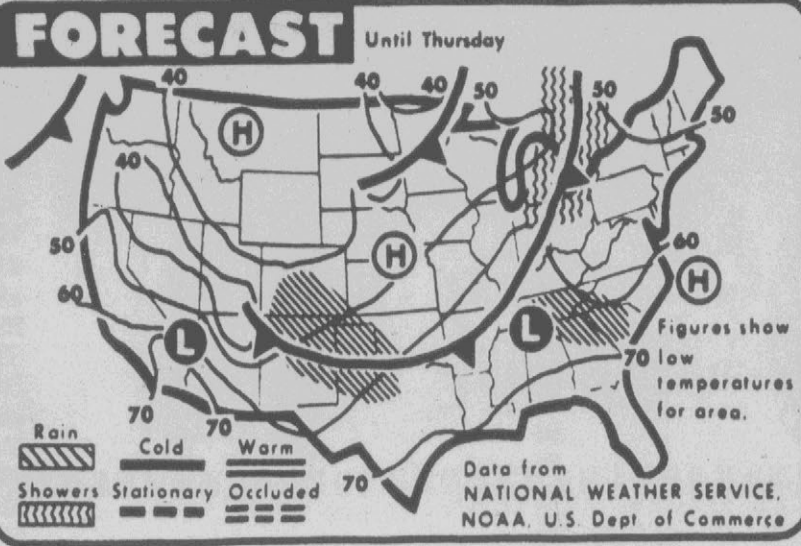 FORECAST Until Thursday
40
40
40
50
50
50
H
40
50
H
60
60
H
L
L
Figures show
70 low
temperatures
for area.
70
70
70
Rain
Cold
Warm
Showers
Stationary
Occluded
Data from
NATIONAL WEATHER SERVICE,
NOAA, U.S. Dept. of Commerce